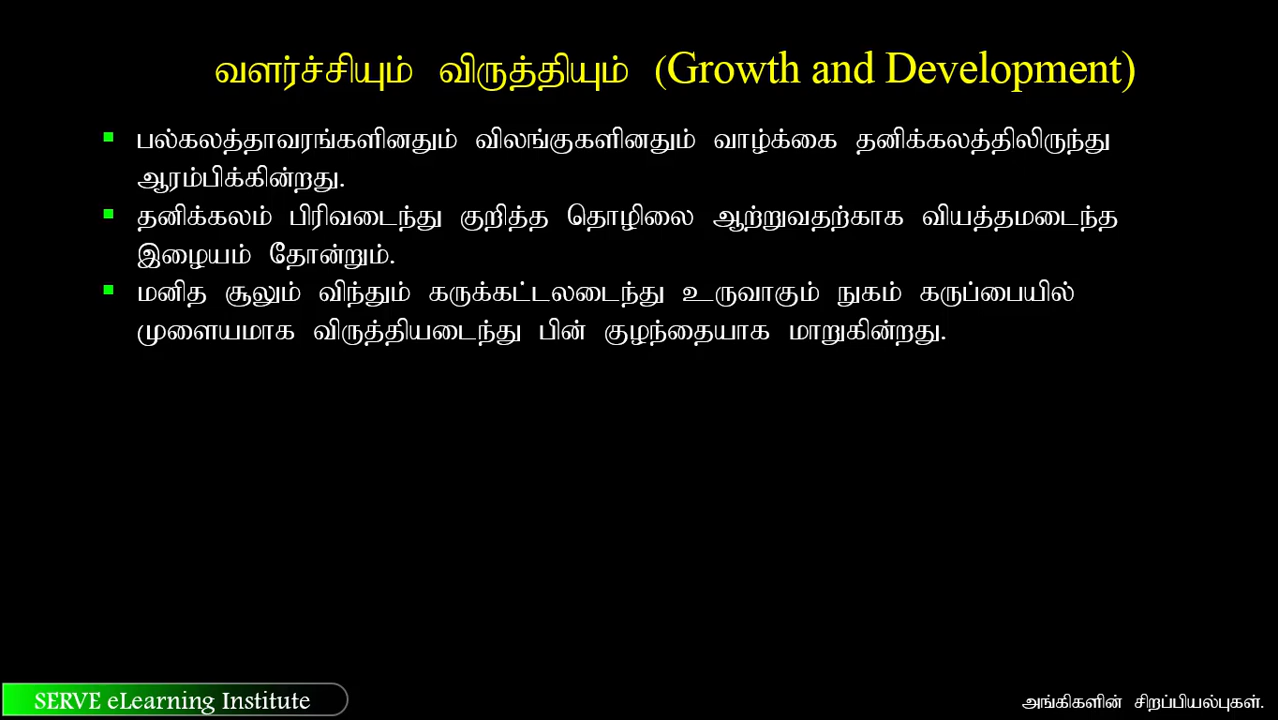 வளர்ச்சியும் விருத்தியும் (Growth and Development)
பல்கலத்தாவரங்களினதும் விலங்குகளினதும் வாழ்க்கை தனிக்கலத்திலிருந்து
ஆரம்பிக்கின்றது.
தனிக்கலம் பிரிவடைந்து குறித்த தொழிலை ஆற்றுவதற்காக வியத்தமடைந்த
இழையம் தோன்றும்.
மனித சூலும் விந்தும் கருக்கட்டலடைந்து உருவாகும் நுகம் கருப்பையில்
முளையமாக விருத்தியடைந்து பின் குழந்தையாக மாறுகின்றது.
SERVE eLearning Institute
அங்கிகளின் சிறப்பியல்புகள்.